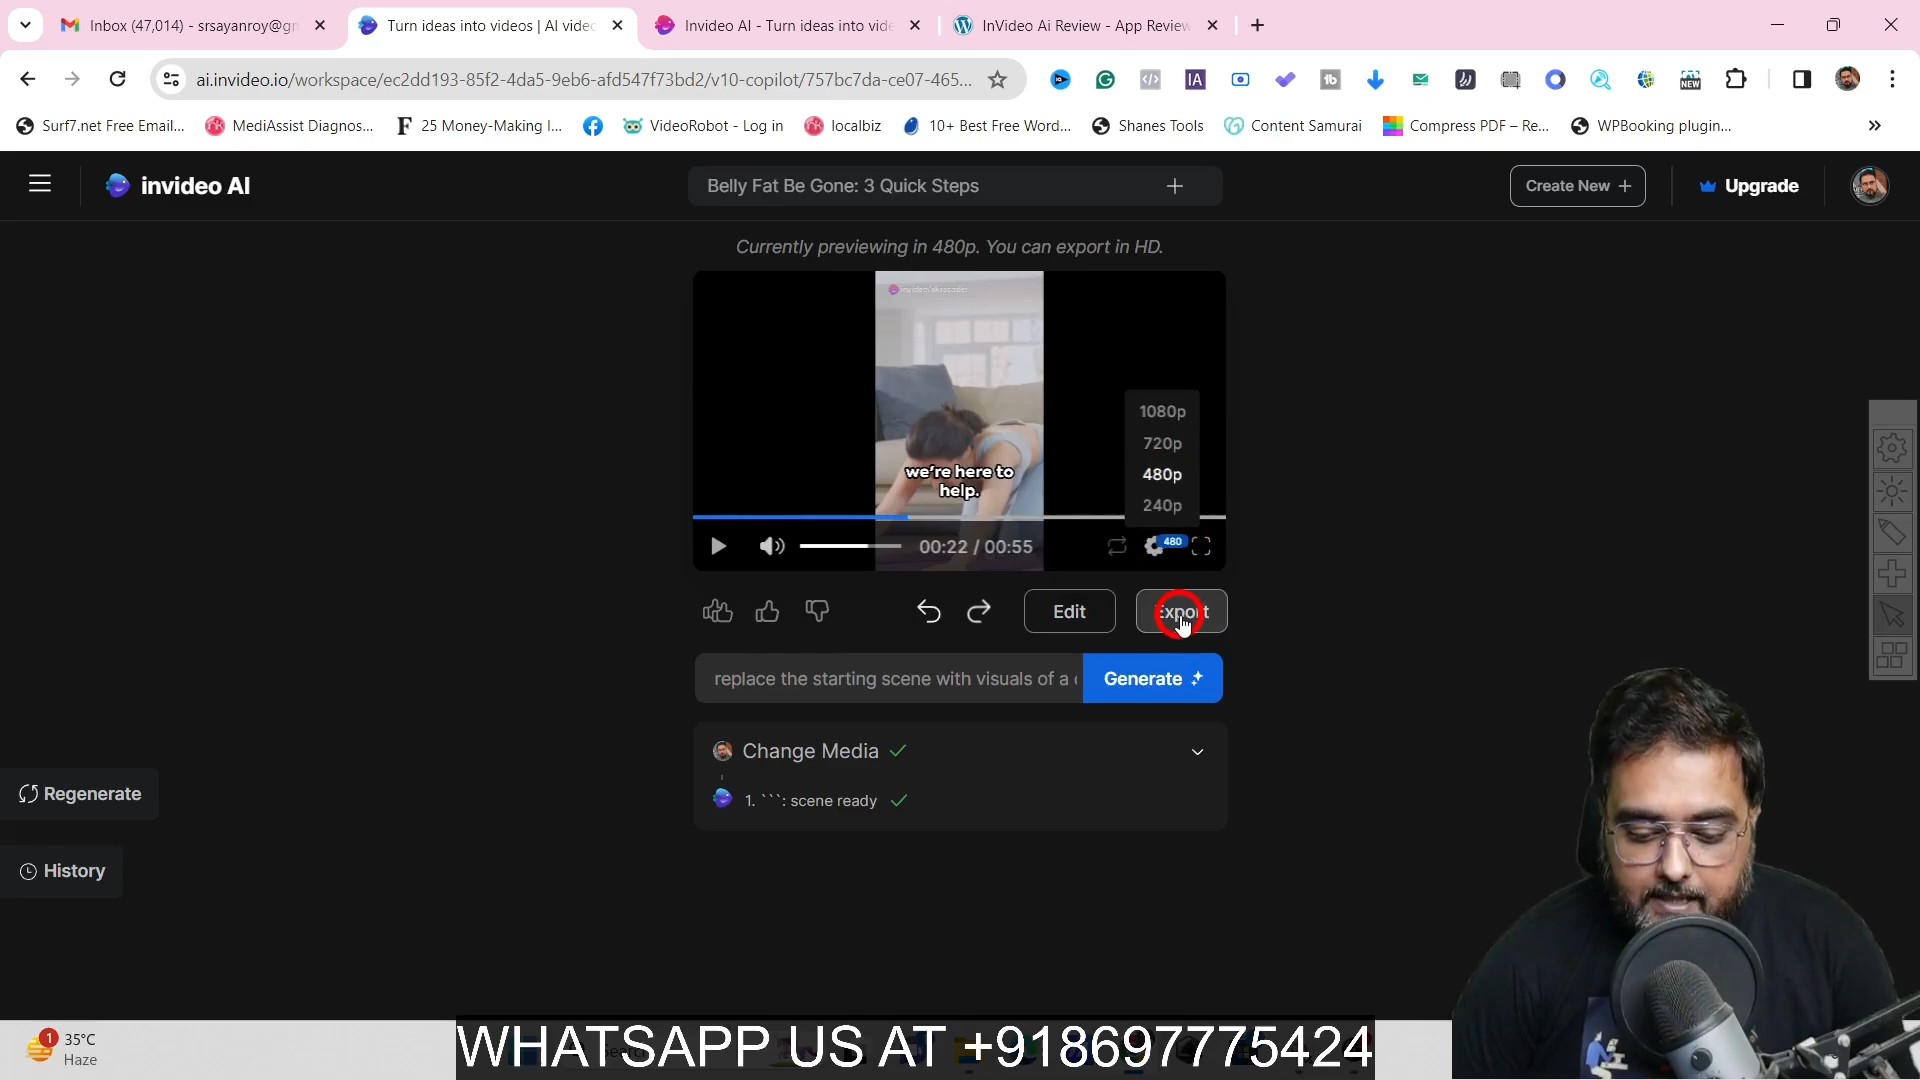 Inbox (47,014) - srsayanroy@gm
Turn ideas into videos | AI videc
Invideo AI - Turn ideas into vide
InVideo Ai Review - App Review
ai.invideo.io/workspace/ec2dd193-85f2-4da5-9eb6-afd547f73bd2/v10-copilot/757bc7da-ce07-465...
IA
NEW
Surf7.net Free Email...
MediAssist Diagnos...
25 Money-Making I...
VideoRobot - Log in
localbiz
10+ Best Free Word...
Shanes Tools
Content Samurai
Compress PDF – Re...
WPBooking plugin...
invideo AI
Belly Fat Be Gone: 3 Quick Steps
Create New +
Upgrade
Currently previewing in 480p. You can export in HD.
1080p
720p
480p
240p
we're here to
help.
00:22 / 00:55
480
Edit
Export
replace the starting scene with visuals of a
Generate
Change Media
1. ```: scene ready
Regenerate
History
1
35°C
Haze
WHATSAPP US AT +918697775424